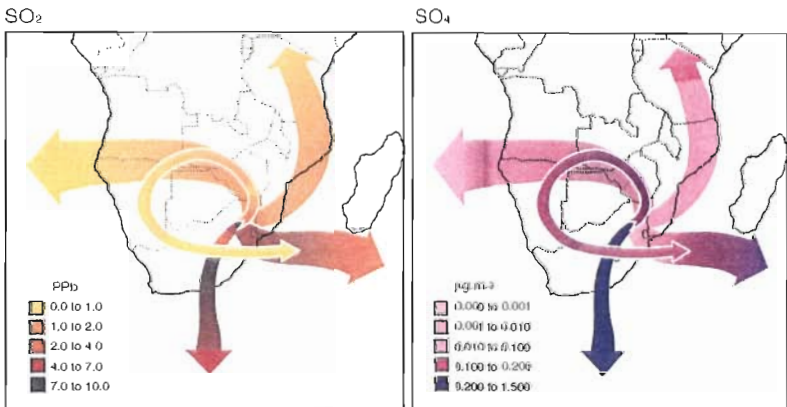 SO₂
PPb
0.0 to 1.0
1.0 to 2.0
2.0 to 4.0
4.0 to 7.0
7.0 to 10.0
SO₄
µg.m-3
0.000 to 0.001
0.001 to 0.010
0.010 to 0.100
0.100 to 0.200
0.200 to 1.500